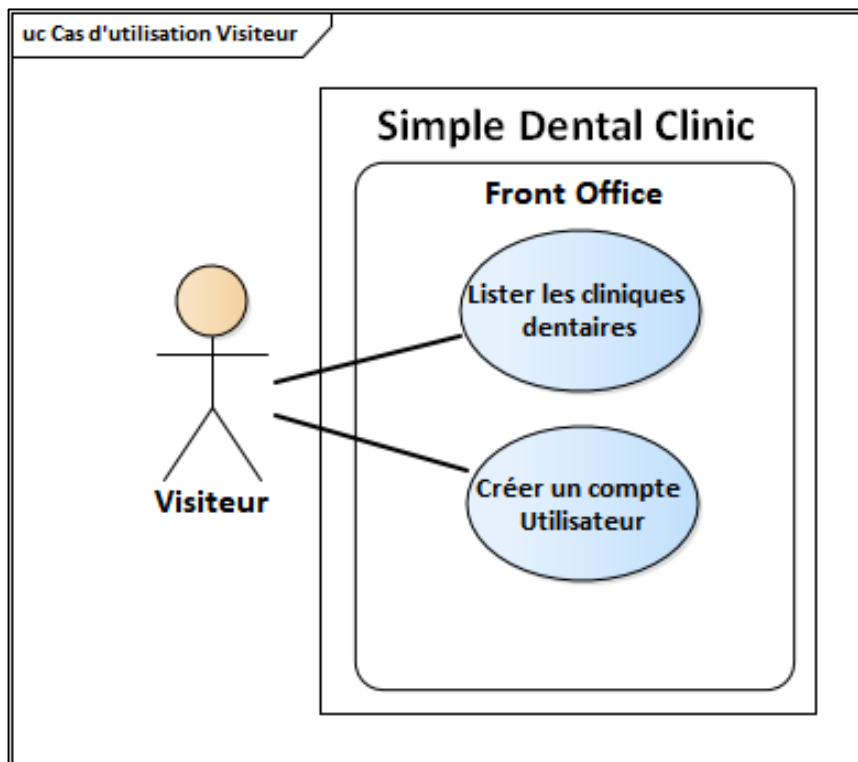 uc Cas d'utilisation Visiteur
Simple Dental Clinic
Front Office
Lister les cliniques
dentaires
Créer un compte
Utilisateur
Visiteur